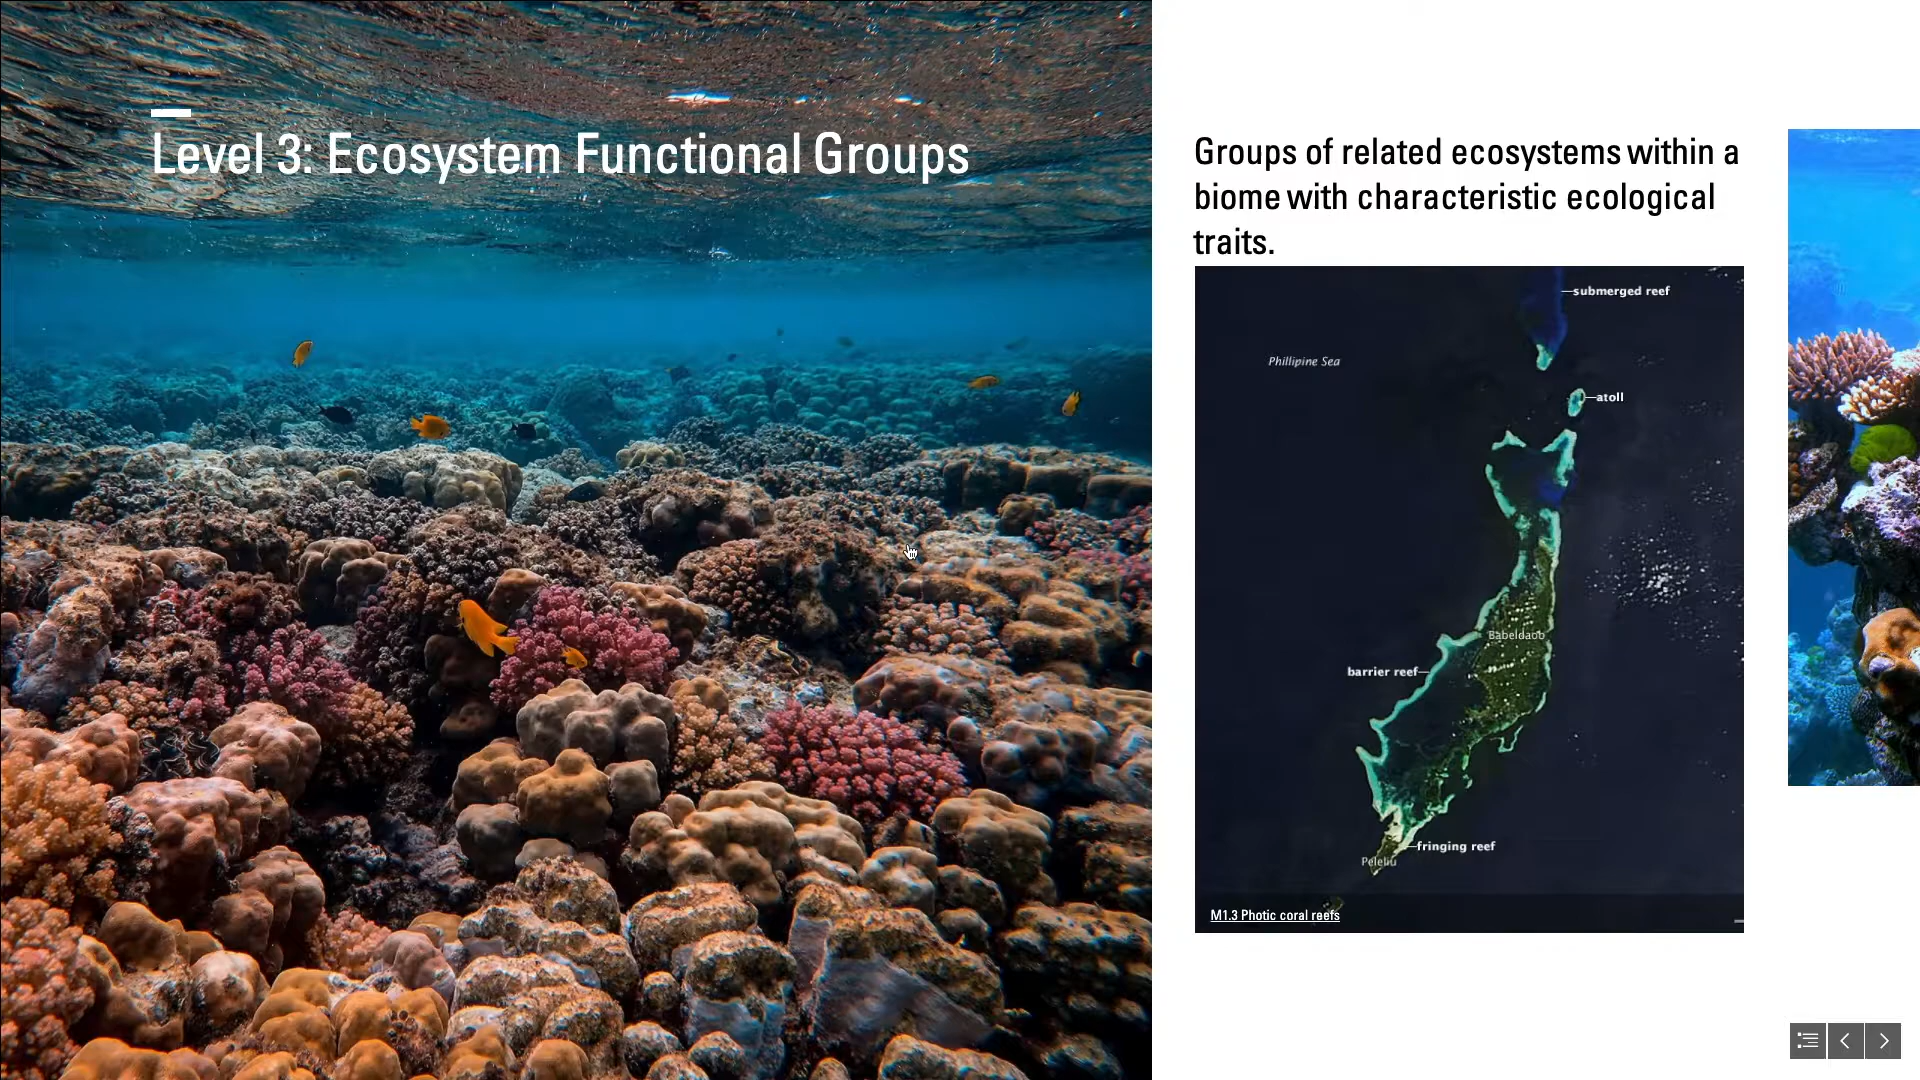 Level 3: Ecosystem Functional Groups
Groups of related ecosystems within a
biome with characteristic ecological
traits.
submerged reef
Phillipine Sea
atoll
Babeldaob
barrier reef
fringing reef
Peleliu
M1.3 Photic coral reefs